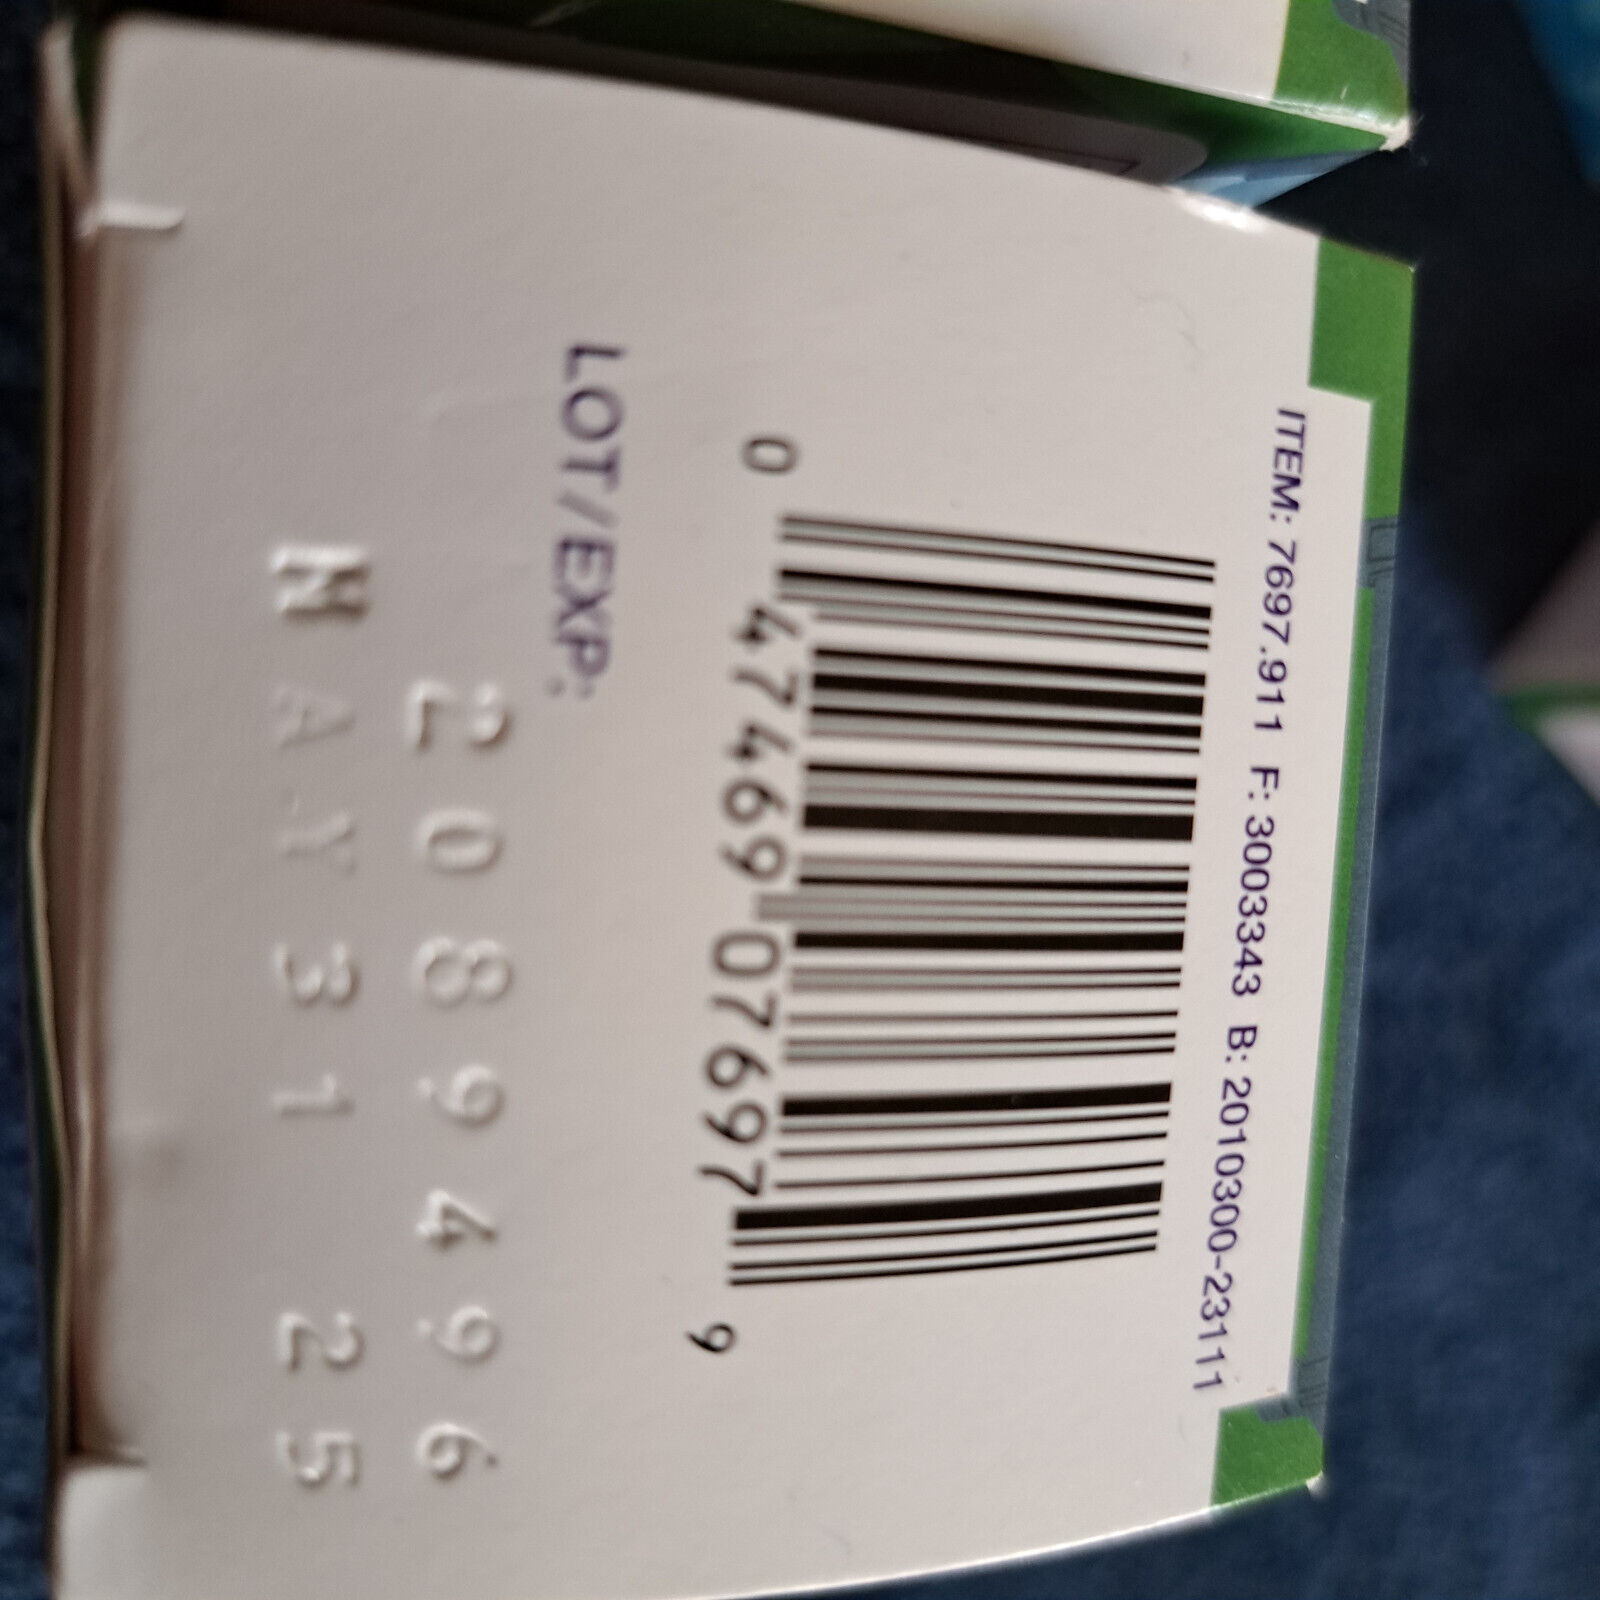 ITEM: 7697.911 F: 3003343 B: 2010300-23111
0 47469 07697 9
LOT/EXP:
2089496
MAY 31 25